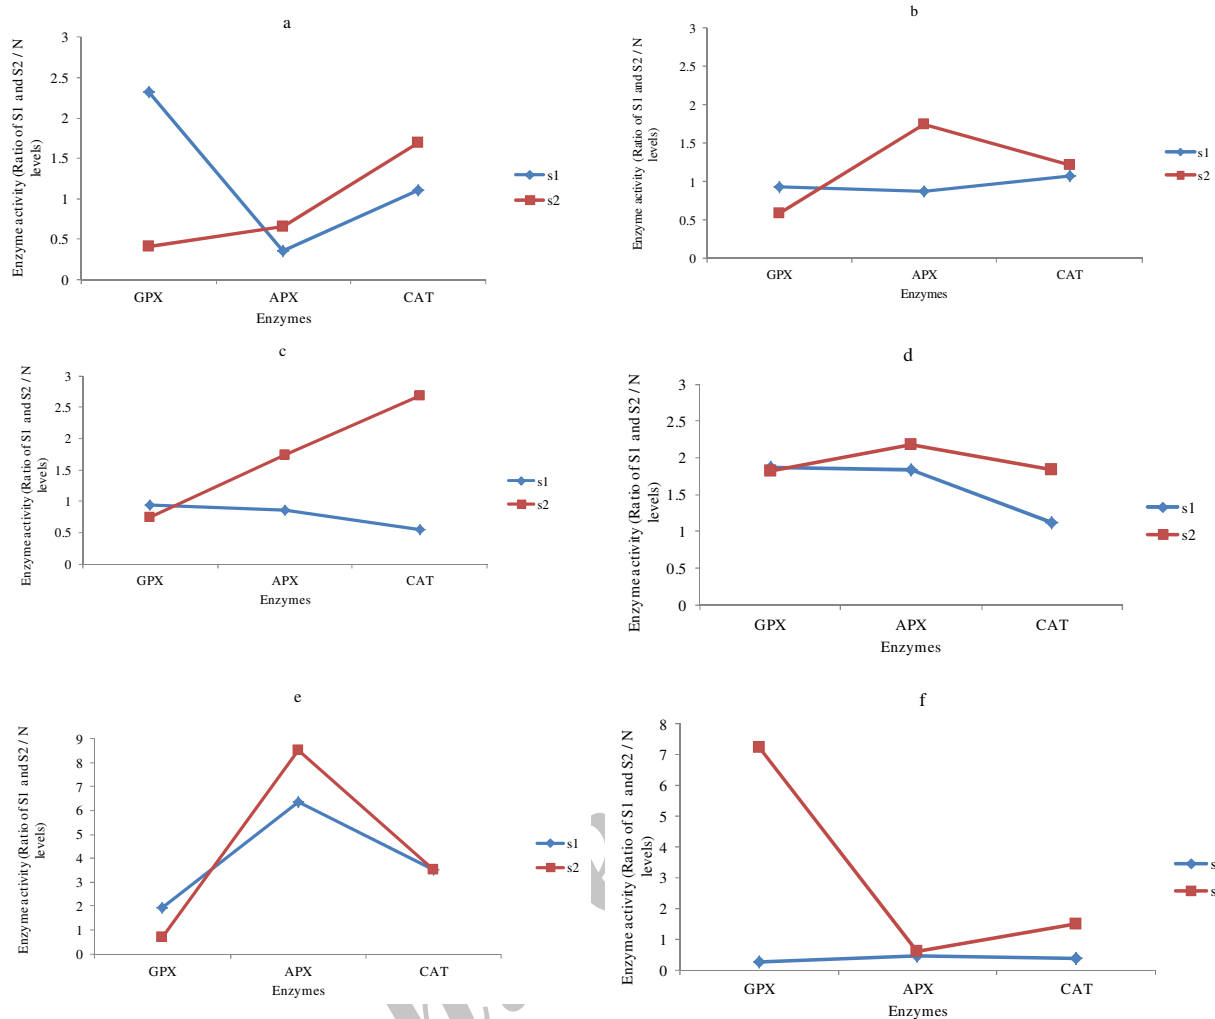 a
Enzyme activity (Ratio of S1 and S2 / N
levels)
3
2.5
2
1.5
1
0.5
0
GPX APX CAT
Enzymes
s1
s2
b
Enzyme activity (Ratio of S1 and S2 / N
levels)
3
2.5
2
1.5
1
0.5
0
GPX APX CAT
Enzymes
s1
s2
c
Enzyme activity (Ratio of S1 and S2 / N
levels)
3
2.5
2
1.5
1
0.5
0
GPX APX CAT
Enzymes
s1
s2
d
Enzyme activity (Ratio of S1 and S2 / N
levels)
3
2.5
2
1.5
1
0.5
0
GPX APX CAT
Enzymes
s1
s2
e
Enzyme activity (Ratio of S1 and S2 / N
levels)
9
8
7
6
5
4
3
2
1
0
GPX APX CAT
Enzymes
s1
s2
f
Enzyme activity (Ratio of S1 and S2 / N
levels)
8
7
6
5
4
3
2
1
0
GPX APX CAT
Enzymes
s
s